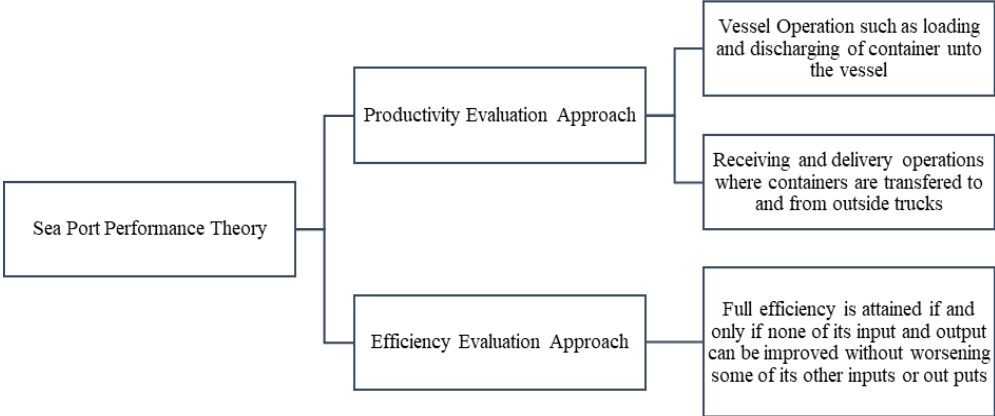 Sea Port Performance Theory
Productivity Evaluation Approach
Vessel Operation such as loading
and discharging of container unto
the vessel
Receiving and delivery operations
where containers are transfered to
and from outside trucks
Efficiency Evaluation Approach
Full efficiency is attained if and
only if none of its input and output
can be improved without worsening
some of its other inputs or out puts